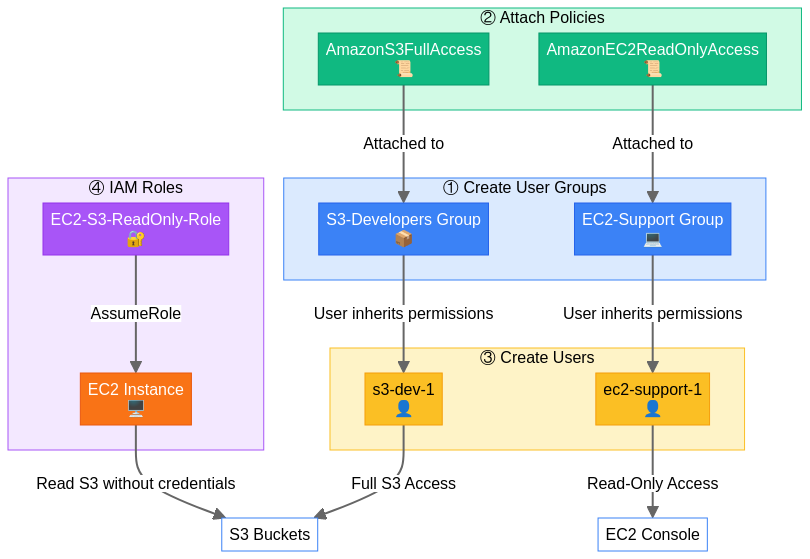 ② Attach Policies
AmazonS3FullAccess
📜
AmazonEC2ReadOnlyAccess
📜
Attached to
Attached to
④ IAM Roles
EC2-S3-ReadOnly-Role
🔐
① Create User Groups
S3-Developers Group
📦
EC2-Support Group
💻
AssumeRole
User inherits permissions
User inherits permissions
③ Create Users
EC2 Instance
🖥️
s3-dev-1
👤
ec2-support-1
👤
Read S3 without credentials
Full S3 Access
Read-Only Access
S3 Buckets
EC2 Console